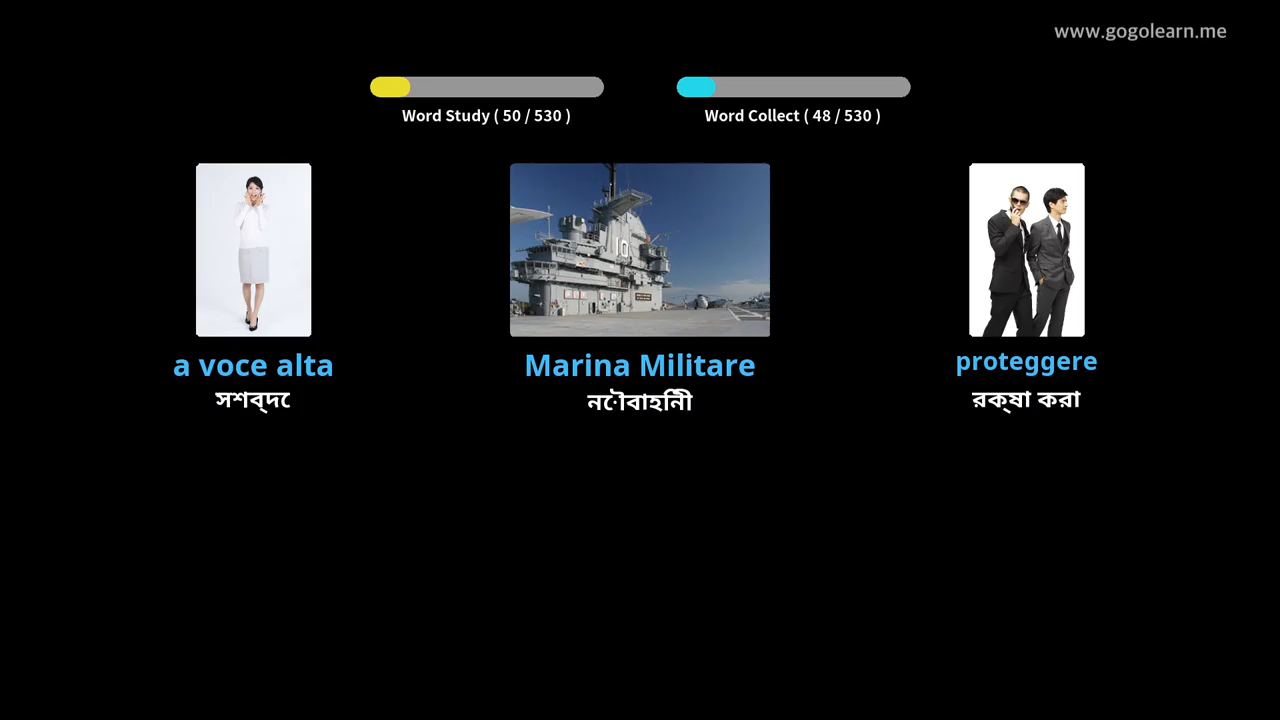 www.gogolearn.me
Word Study ( 50 / 530 )
Word Collect ( 48 / 530 )
10
a voce alta
Marina Militare
proteggere
সশব্দে
নৌবাহিনী
রক্ষা করা